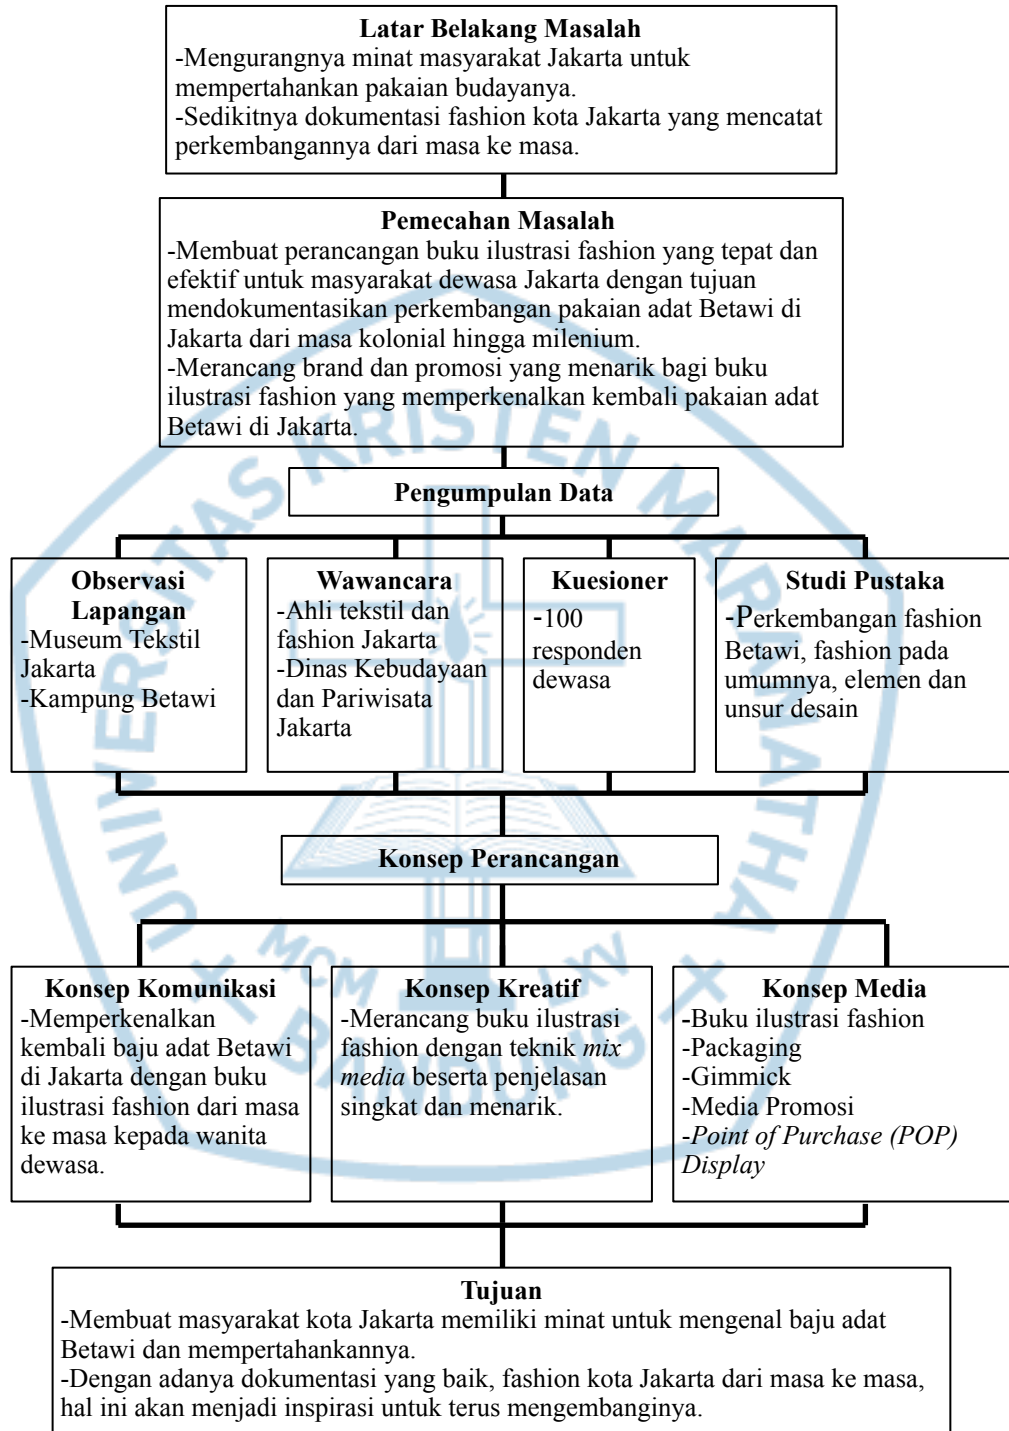 Latar Belakang Masalah
-Mengurangnya minat masyarakat Jakarta untuk
mempertahankan pakaian budayanya.
-Sedikitnya dokumentasi fashion kota Jakarta yang mencatat
perkembangannya dari masa ke masa.
Pemecahan Masalah
-Membuat perancangan buku ilustrasi fashion yang tepat dan
efektif untuk masyarakat dewasa Jakarta dengan tujuan
mendokumentasikan perkembangan pakaian adat Betawi di
Jakarta dari masa kolonial hingga milenium.
-Merancang brand dan promosi yang menarik bagi buku
ilustrasi fashion yang memperkenalkan kembali pakaian adat
Betawi di Jakarta.
Pengumpulan Data
Observasi
Lapangan
-Museum Tekstil
Jakarta
-Kampung Betawi
Wawancara
-Ahli tekstil dan
fashion Jakarta
-Dinas Kebudayaan
dan Pariwisata
Jakarta
Kuesioner
-100
responden
dewasa
Studi Pustaka
-Perkembangan fashion
Betawi, fashion pada
umumnya, elemen dan
unsur desain
Konsep Perancangan
Konsep Komunikasi
-Memperkenalkan
kembali baju adat Betawi
di Jakarta dengan buku
ilustrasi fashion dari masa
ke masa kepada wanita
dewasa.
Konsep Kreatif
-Merancang buku ilustrasi
fashion dengan teknik mix
media beserta penjelasan
singkat dan menarik.
Konsep Media
-Buku ilustrasi fashion
-Packaging
-Gimmick
-Media Promosi
-Point of Purchase (POP)
Display
Tujuan
-Membuat masyarakat kota Jakarta memiliki minat untuk mengenal baju adat
Betawi dan mempertahankannya.
-Dengan adanya dokumentasi yang baik, fashion kota Jakarta dari masa ke masa,
hal ini akan menjadi inspirasi untuk terus mengembanginya.
UNIVERSITAS KRISTEN MARANATHA
MCM LXV
BANDUNG